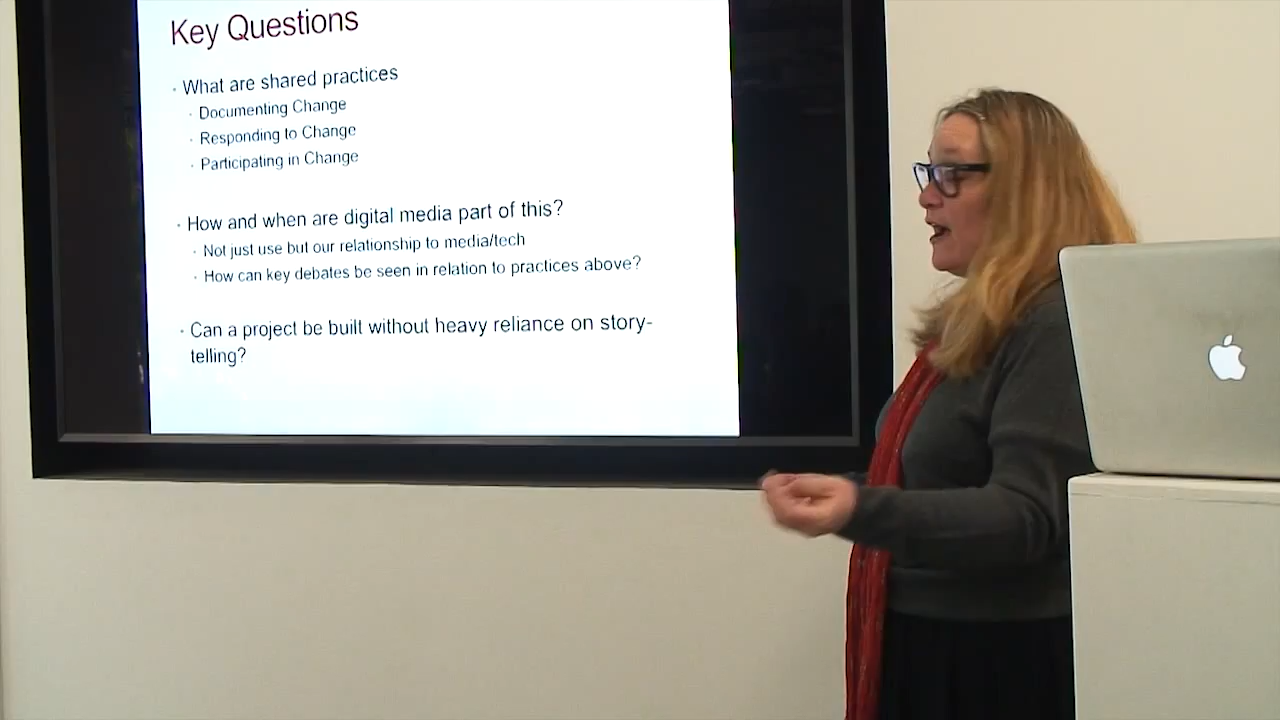 Key Questions
· What are shared practices
· Documenting Change
· Responding to Change
· Participating in Change
· How and when are digital media part of this?
· Not just use but our relationship to media/tech
· How can key debates be seen in relation to practices above?
· Can a project be built without heavy reliance on story-
telling?